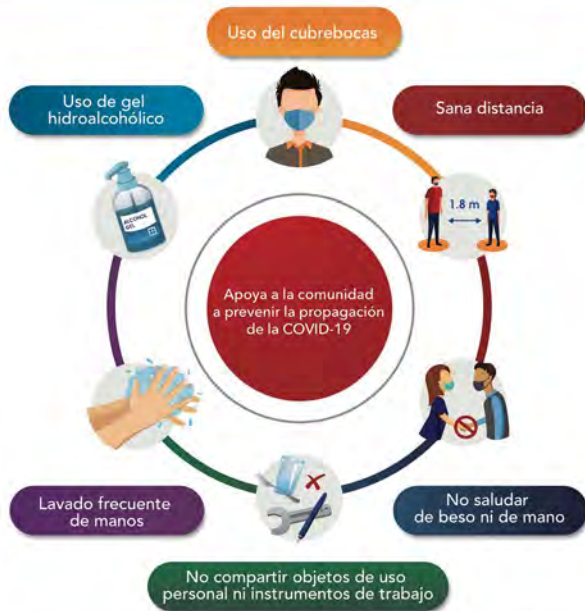 Uso del cubrebocas
Uso de gel
hidroalcohólico
Sana distancia
ALCOHOL
GEL
1.8 m
Apoya a la comunidad
a prevenir la propagación
de la COVID-19
Lavado frecuente
de manos
No saludar
de beso ni de mano
No compartir objetos de uso
personal ni instrumentos de trabajo